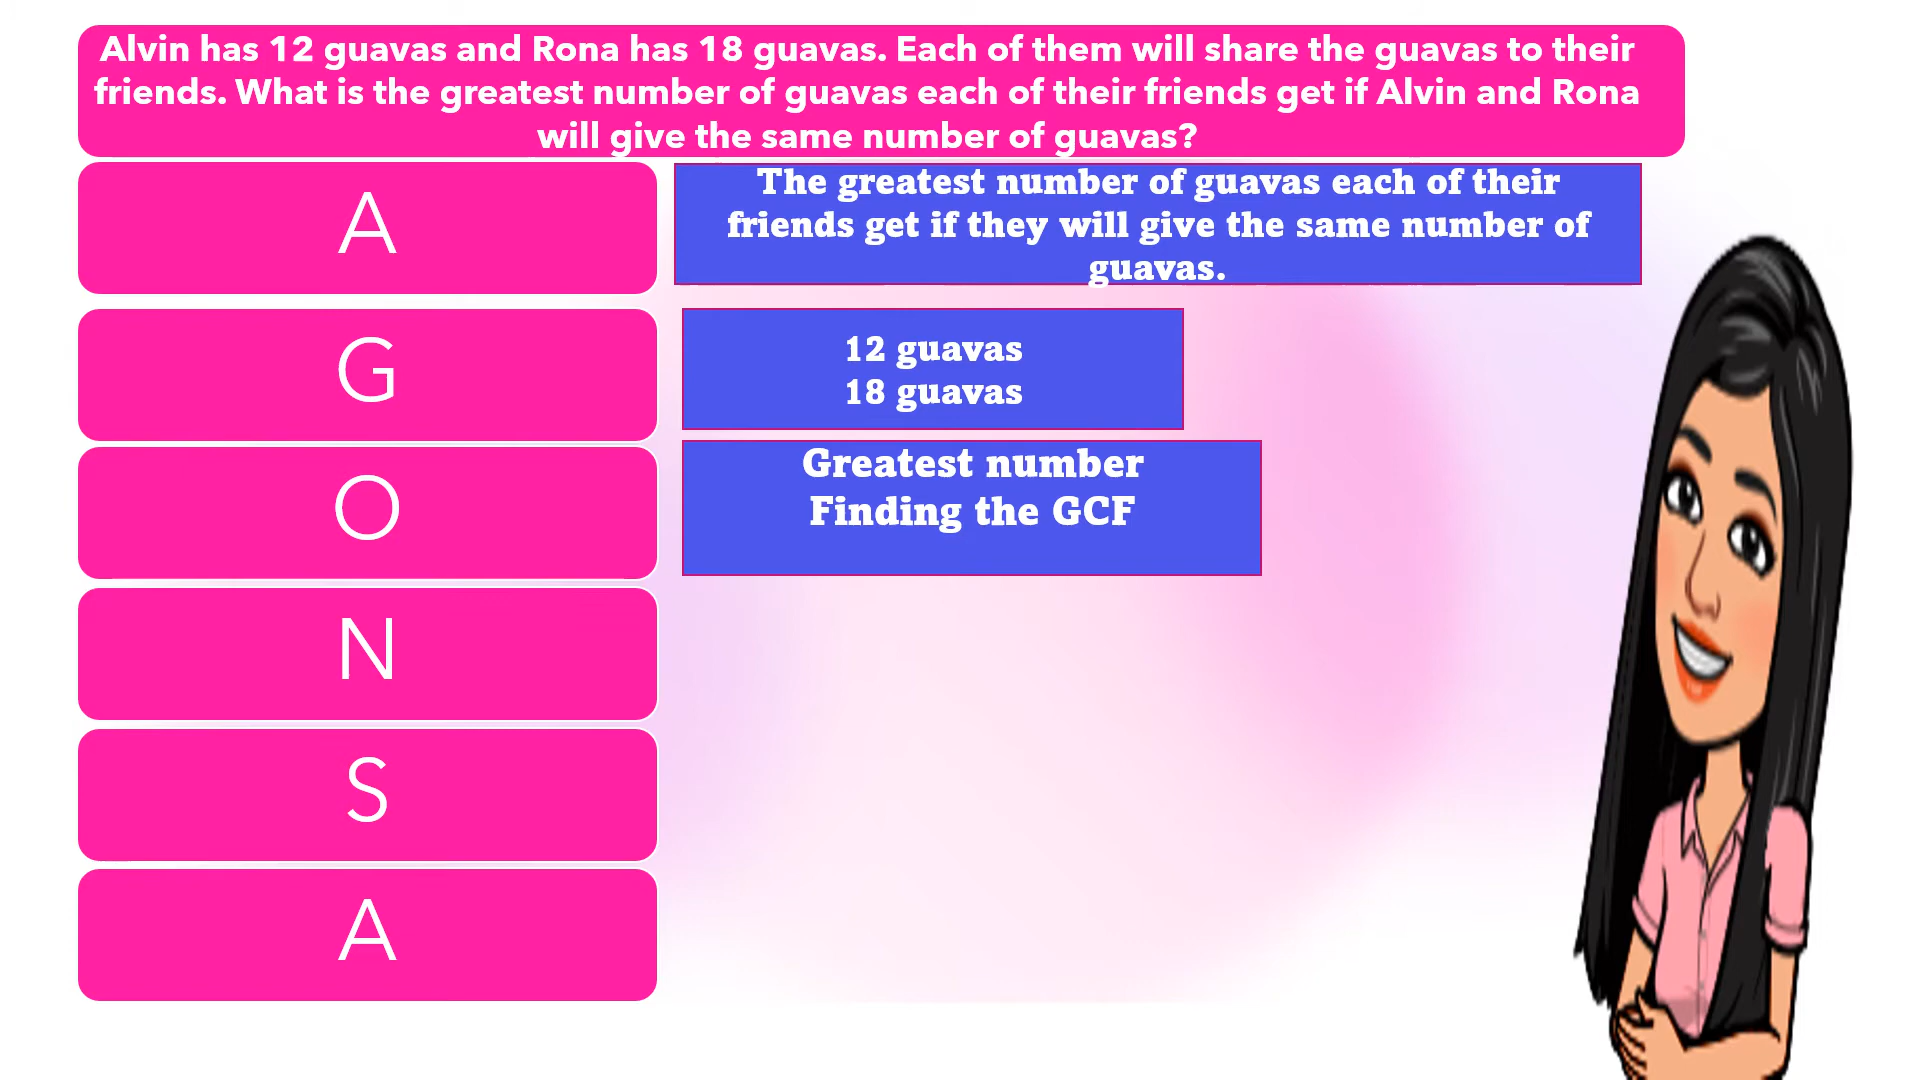 Alvin has 12 guavas and Rona has 18 guavas. Each of them will share the guavas to their
friends. What is the greatest number of guavas each of their friends get if Alvin and Rona
will give the same number of guavas?
A
The greatest number of guavas each of their
friends get if they will give the same number of
guavas.
G
12 guavas
18 guavas
O
Greatest number
Finding the GCF
N
S
A